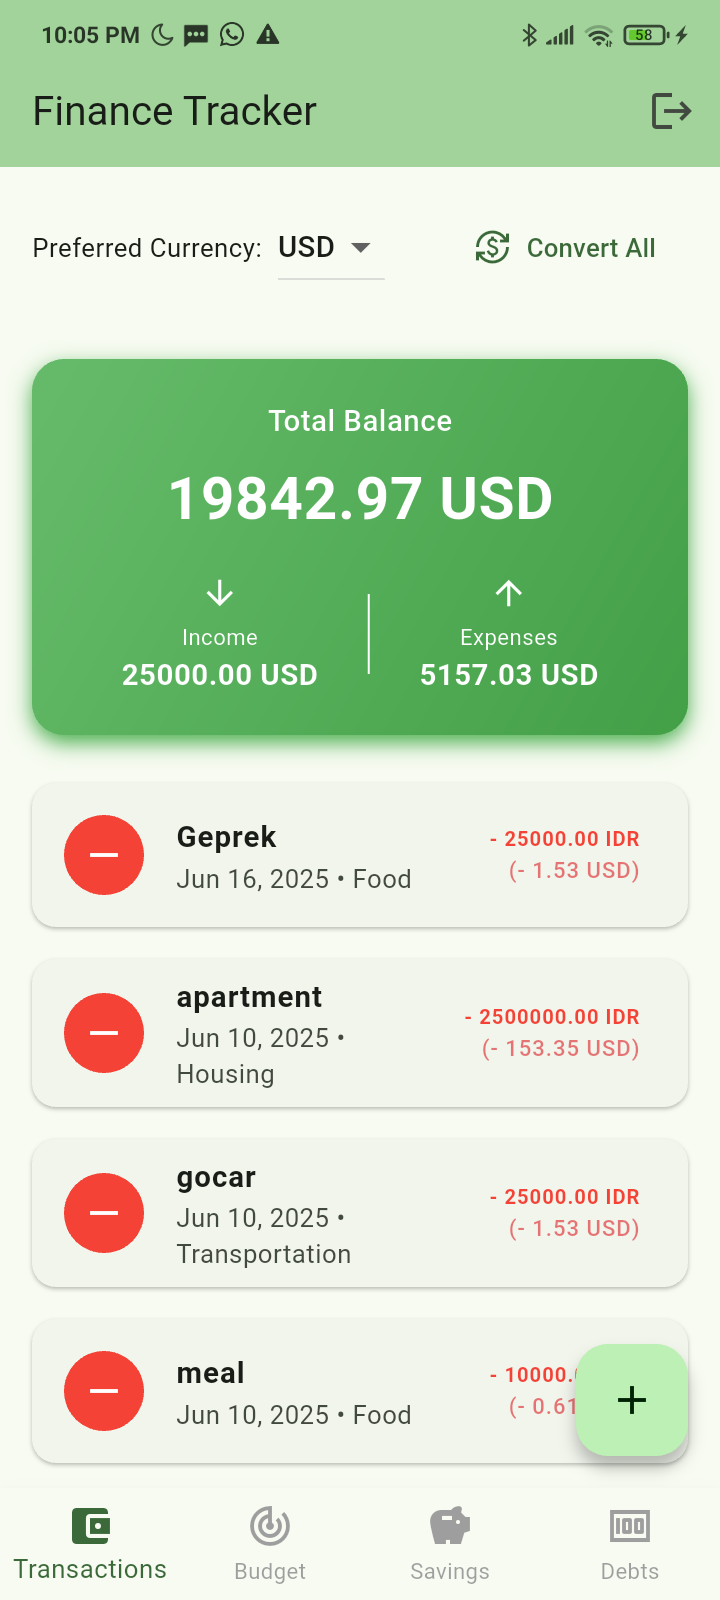 10:05 PM
58
Finance Tracker
Preferred Currency: USD
Convert All
Total Balance
19842.97 USD
Income
25000.00 USD
Expenses
5157.03 USD
Geprek
Jun 16, 2025 • Food
- 25000.00 IDR
(- 1.53 USD)
apartment
Jun 10, 2025 •
Housing
- 2500000.00 IDR
(- 153.35 USD)
gocar
Jun 10, 2025 •
Transportation
- 25000.00 IDR
(- 1.53 USD)
meal
Jun 10, 2025 • Food
- 10000.
(- 0.61
Transactions
Budget
Savings
Debts